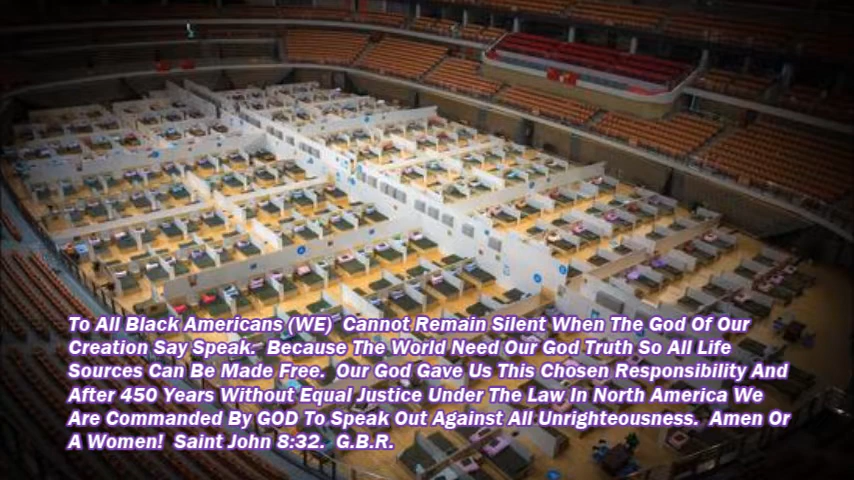 To All Black Americans (WE)  Cannot Remain Silent When The God Of Our
Creation Say Speak.  Because The World Need Our God Truth So All Life
Sources Can Be Made Free.  Our God Gave Us This Chosen Responsibility And
After 450 Years Without Equal Justice Under The Law In North America We
Are Commanded By GOD To Speak Out Against All Unrighteousness.  Amen Or
A Women!  Saint John 8:32.  G.B.R.